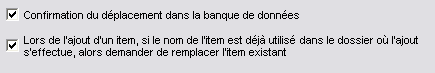 Confirmation du déplacement dans la banque de données
Lors de l'ajout d'un item, si le nom de l'item est déjà utilisé dans le dossier où l'ajout
s'effectue, alors demander de remplacer l'item existant